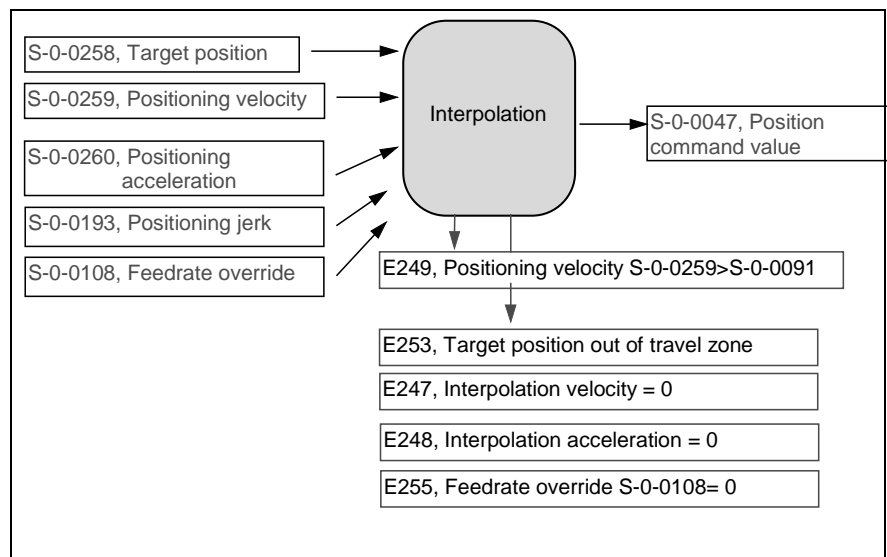 S-0-0258, Target position
S-0-0259, Positioning velocity
S-0-0260, Positioning
acceleration
S-0-0193, Positioning jerk
S-0-0108, Feedrate override
Interpolation
S-0-0047, Position
command value
E249, Positioning velocity S-0-0259>S-0-0091
E253, Target position out of travel zone
E247, Interpolation velocity = 0
E248, Interpolation acceleration = 0
E255, Feedrate override S-0-0108= 0